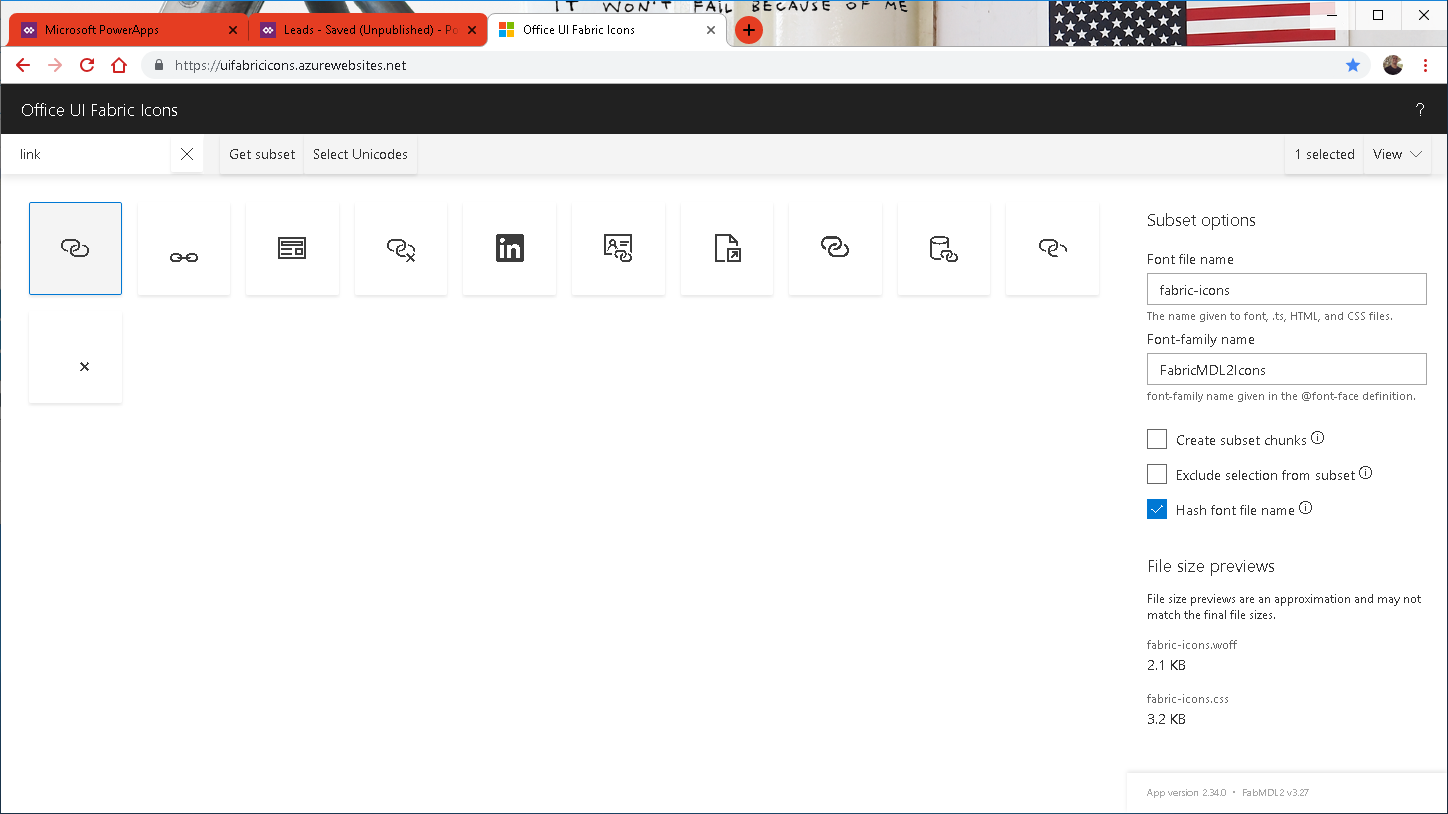 IT WON'T FAIL BECAUSE OF ME
Microsoft PowerApps
Leads - Saved (Unpublished) - Po
Office UI Fabric Icons
https://uifabricicons.azurewebsites.net
Office UI Fabric Icons
?
link
Get subset
Select Unicodes
1 selected
View
in
Subset options
Font file name
fabric-icons
The name given to font, .ts, HTML, and CSS files.
Font-family name
FabricMDL2Icons
font-family name given in the @font-face definition.
Create subset chunks
Exclude selection from subset
Hash font file name
File size previews
File size previews are an approximation and may not
match the final file sizes.
fabric-icons.woff
2.1 KB
fabric-icons.css
3.2 KB
App version 2.34.0 • FabMDL2 v3.27